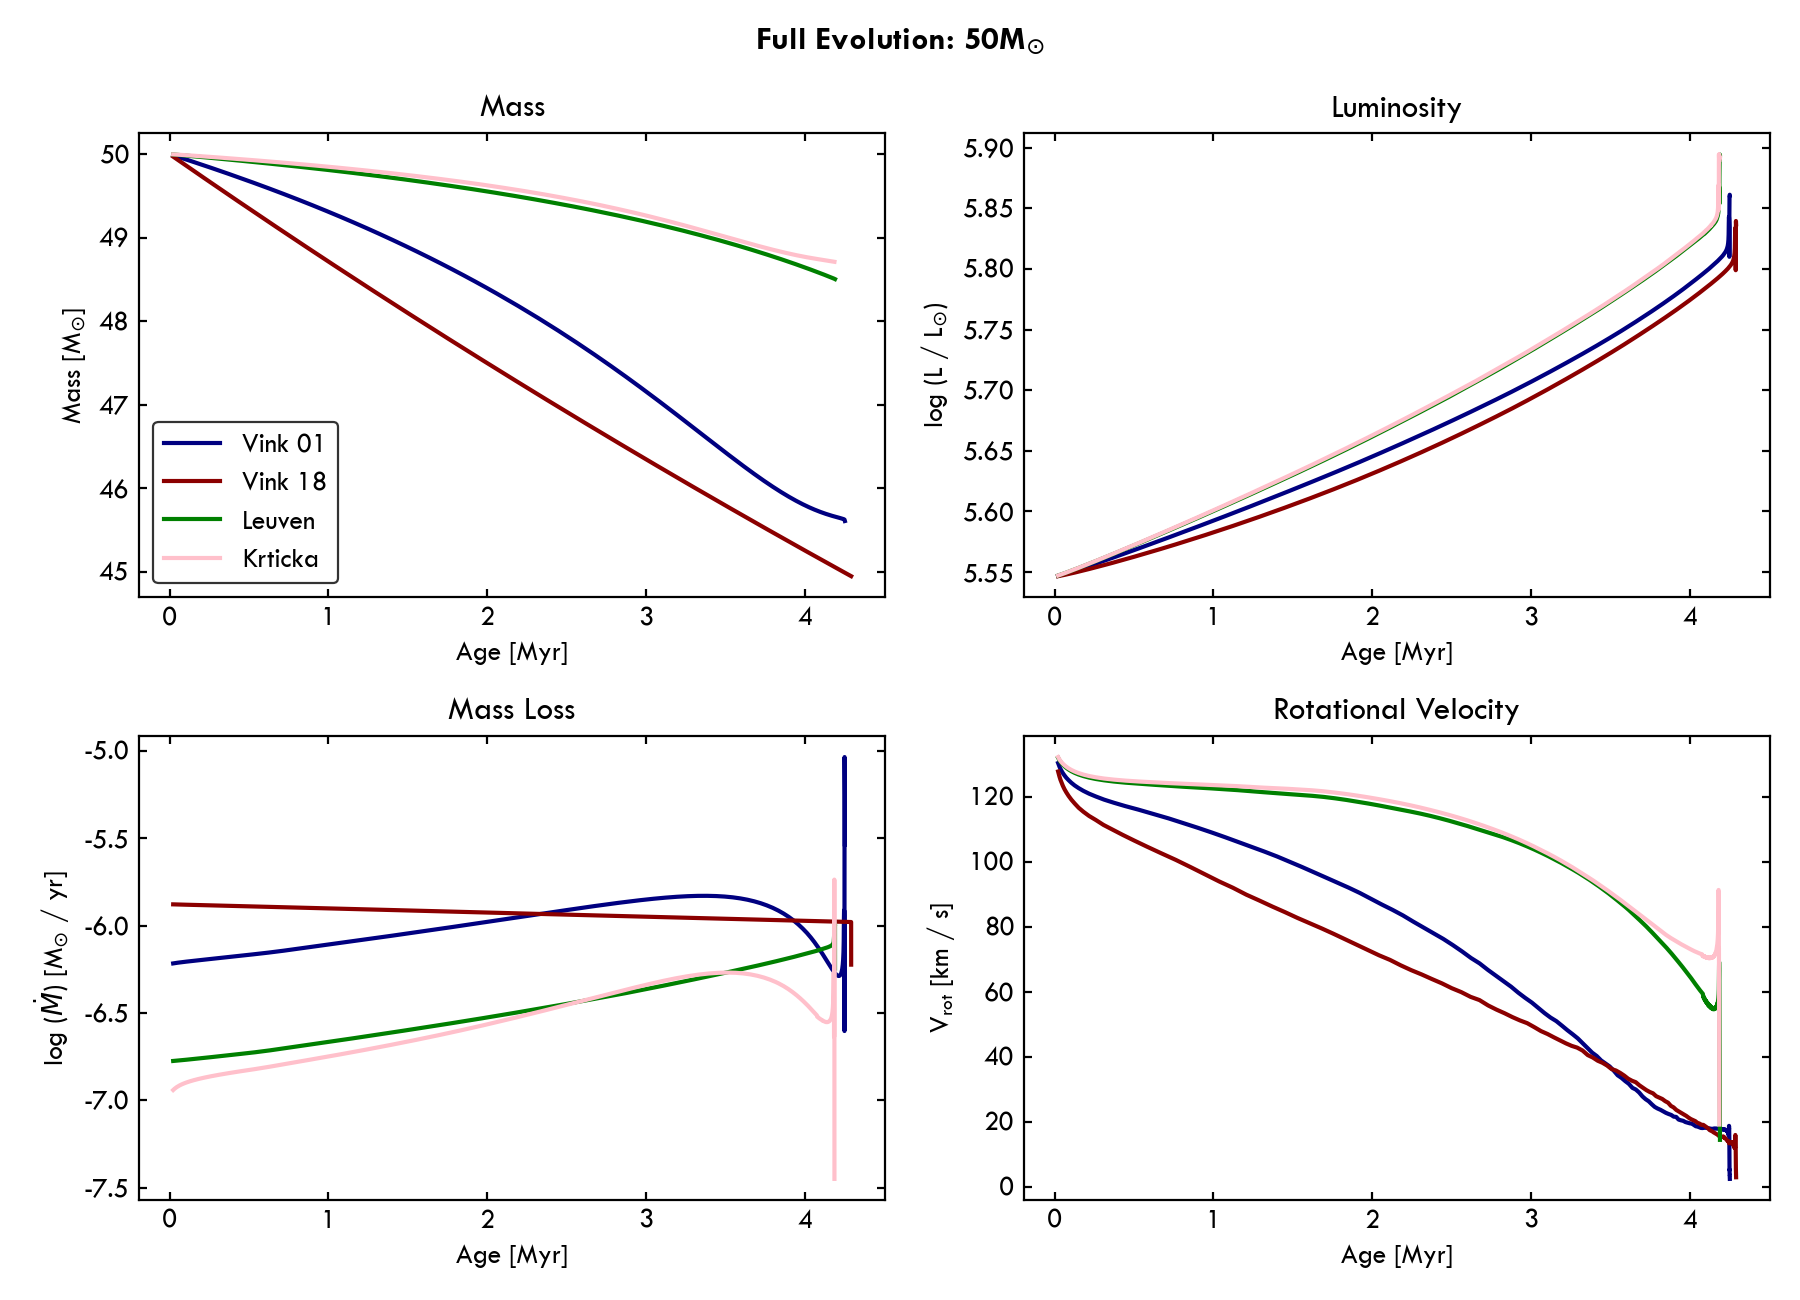 Full Evolution: 50M☉
Mass
50
49
48
47
46
45
Mass [M☉]
Vink 01
Vink 18
Leuven
Krticka
0 1 2 3 4
Age [Myr]
Luminosity
5.90
5.85
5.80
5.75
5.70
5.65
5.60
5.55
log (L / L☉)
0 1 2 3 4
Age [Myr]
Mass Loss
-5.0
-5.5
-6.0
-6.5
-7.0
-7.5
log (Ṁ) [M☉ / yr]
0 1 2 3 4
Age [Myr]
Rotational Velocity
120
100
80
60
40
20
0
Vrot [km / s]
0 1 2 3 4
Age [Myr]